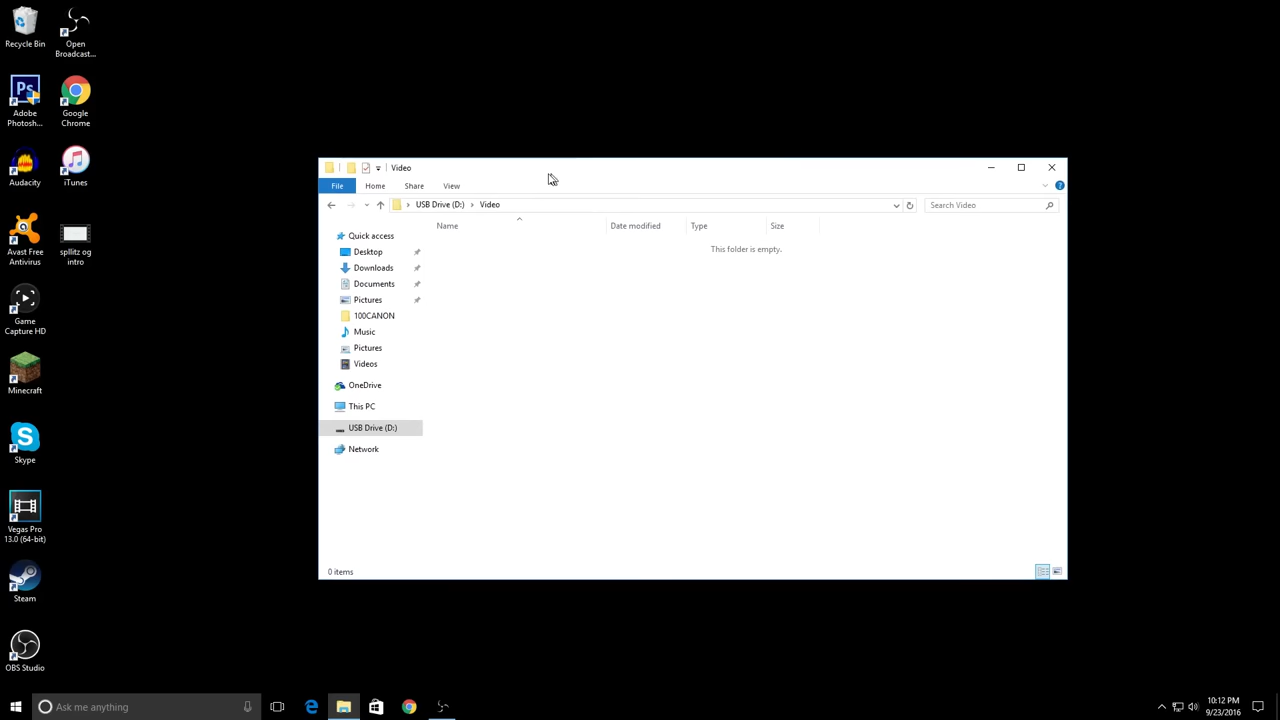 Recycle Bin
Open
Broadcast...
Ps
Adobe
Photosh...
Google
Chrome
Audacity
iTunes
Avast Free
Antivirus
spllitz og
intro
Game
Capture HD
Minecraft
Skype
Vegas Pro
13.0 (64-bit)
Steam
OBS Studio
Video
File Home Share View
USB Drive (D:) Video
Search Video
Name Date modified Type Size
This folder is empty.
Quick access
Desktop
Downloads
Documents
Pictures
100CANON
Music
Pictures
Videos
OneDrive
This PC
USB Drive (D:)
Network
0 items
Ask me anything
10:12 PM
9/23/2016